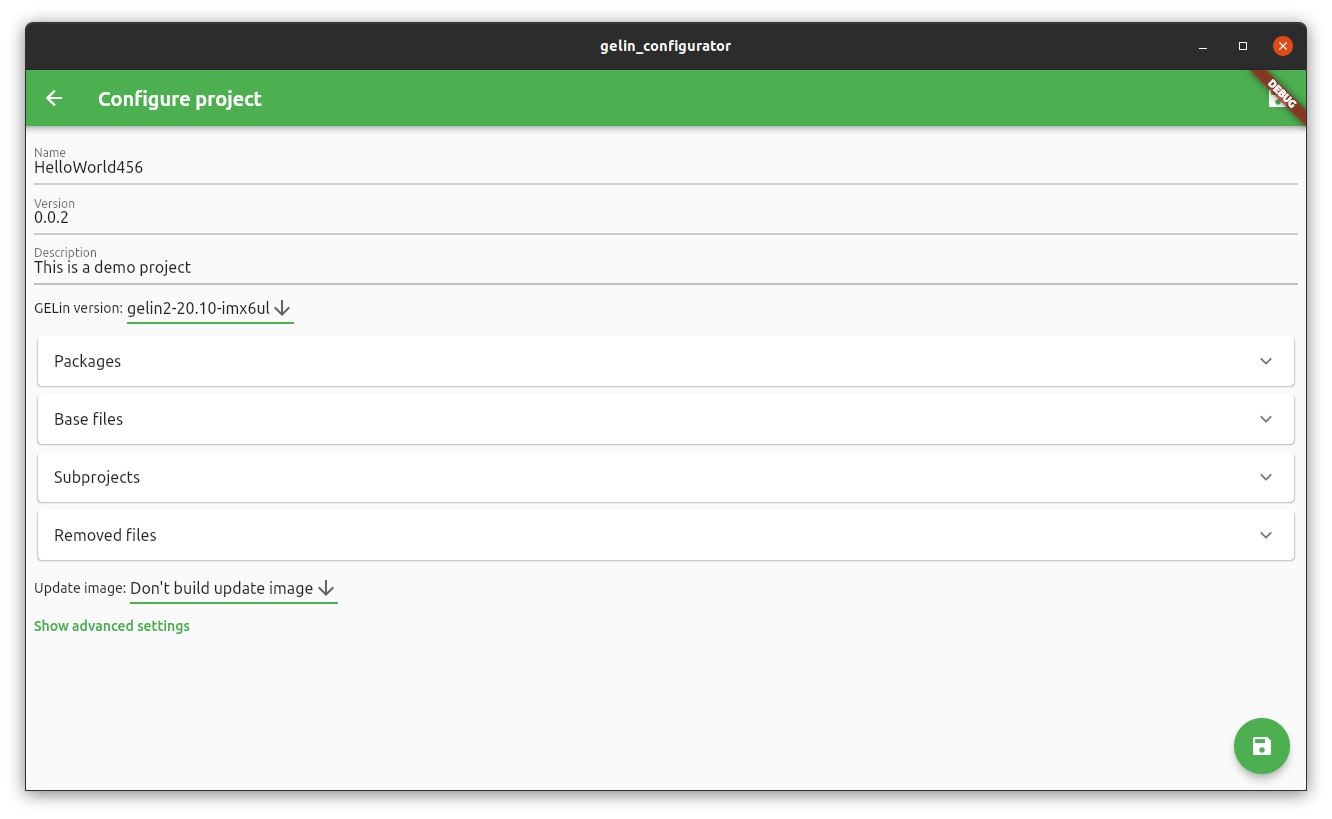 gelin_configurator
Configure project
DEBUG
Name
HelloWorld456
Version
0.0.2
Description
This is a demo project
GELin version: gelin2-20.10-imx6ul
Packages
Base files
Subprojects
Removed files
Update image: Don't build update image
Show advanced settings